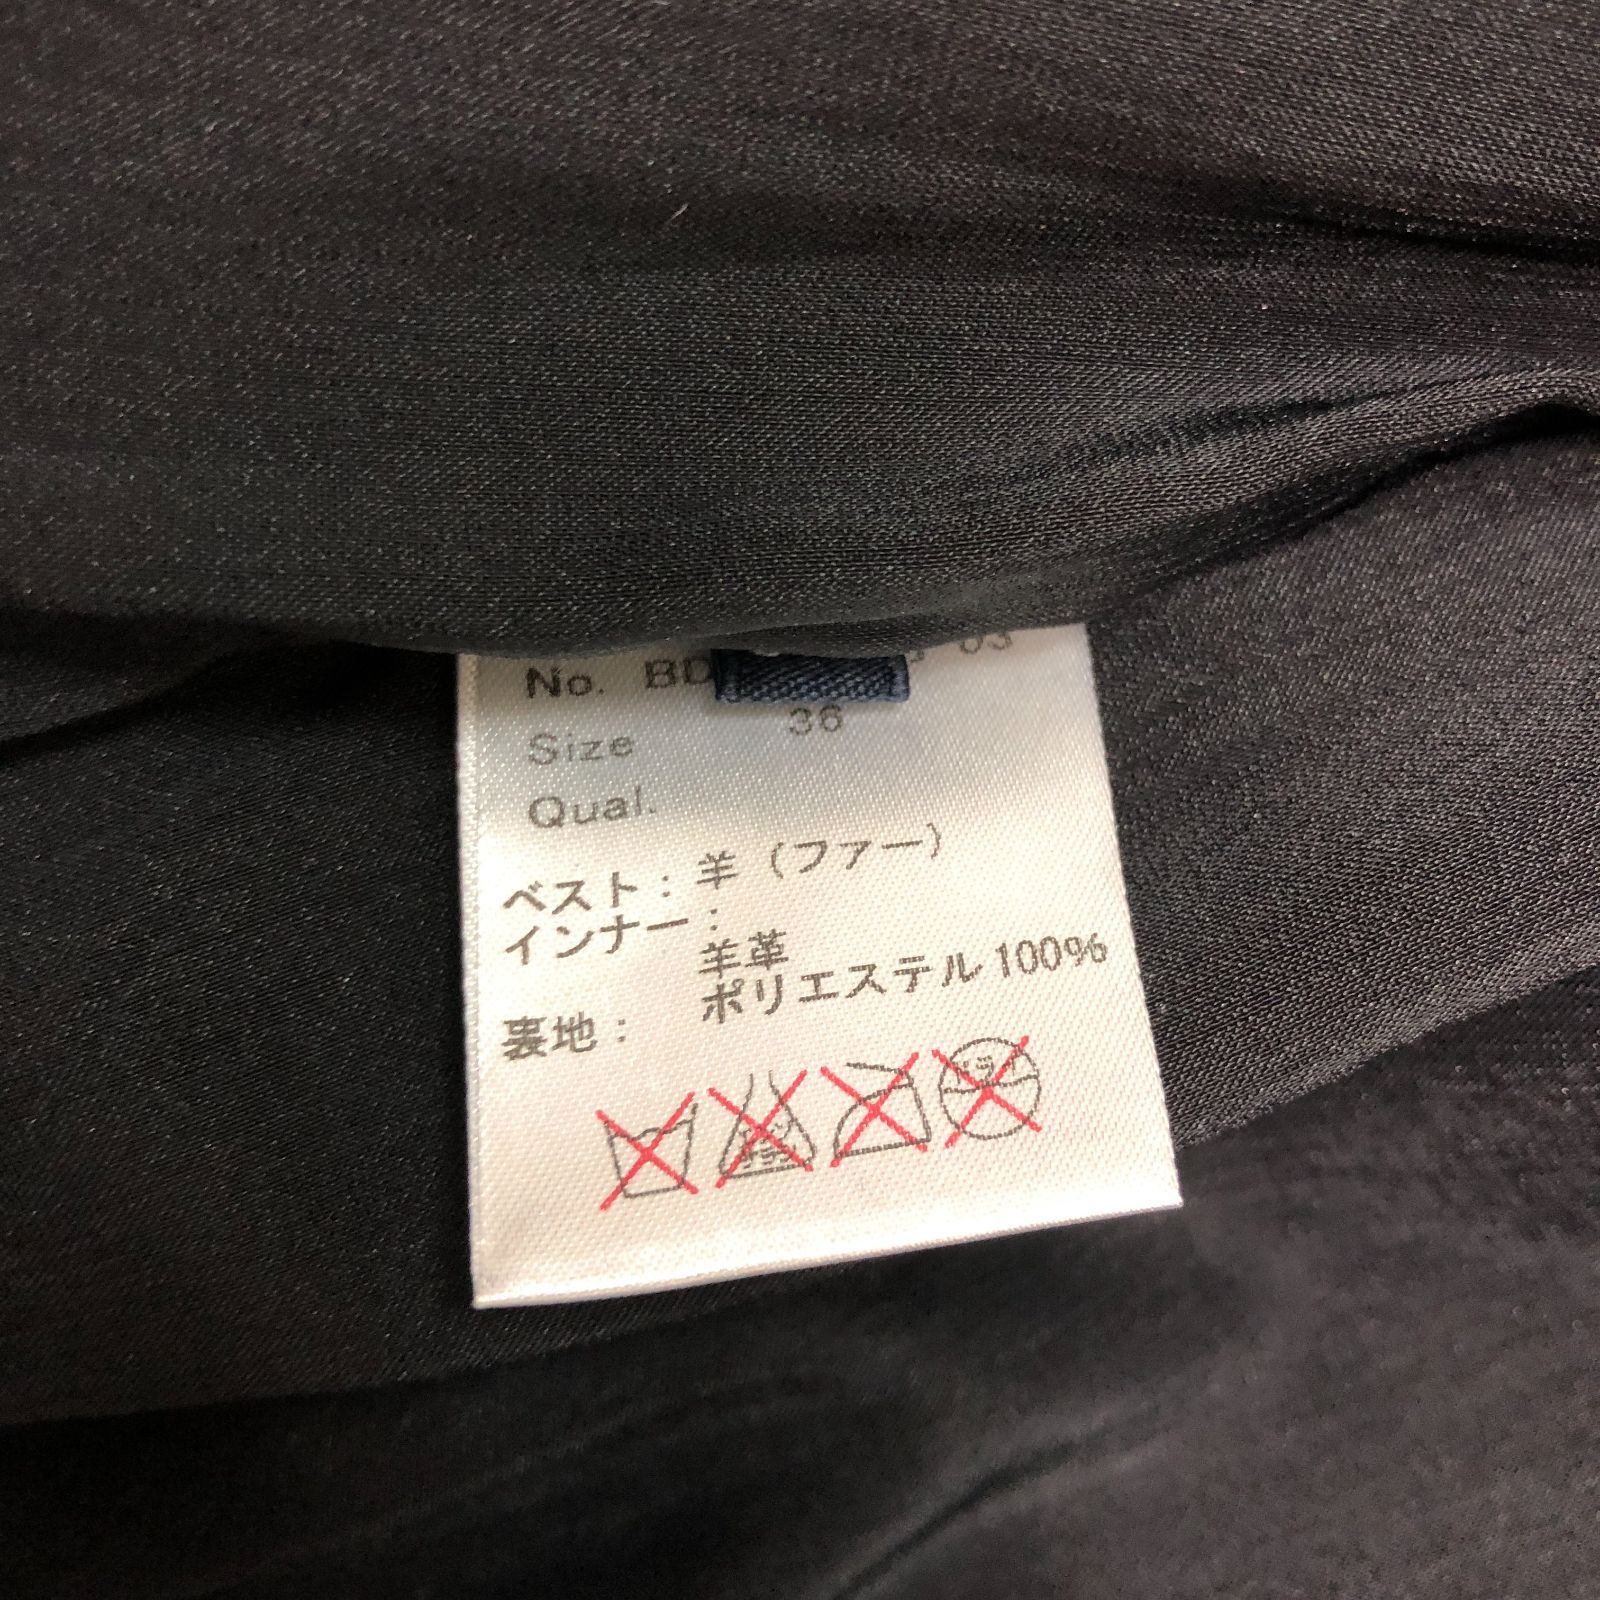 No. BD 03
Size 36
Qual.
ベスト: 羊 (ファー)
インナー:
羊革
裏地: ポリエステル100%